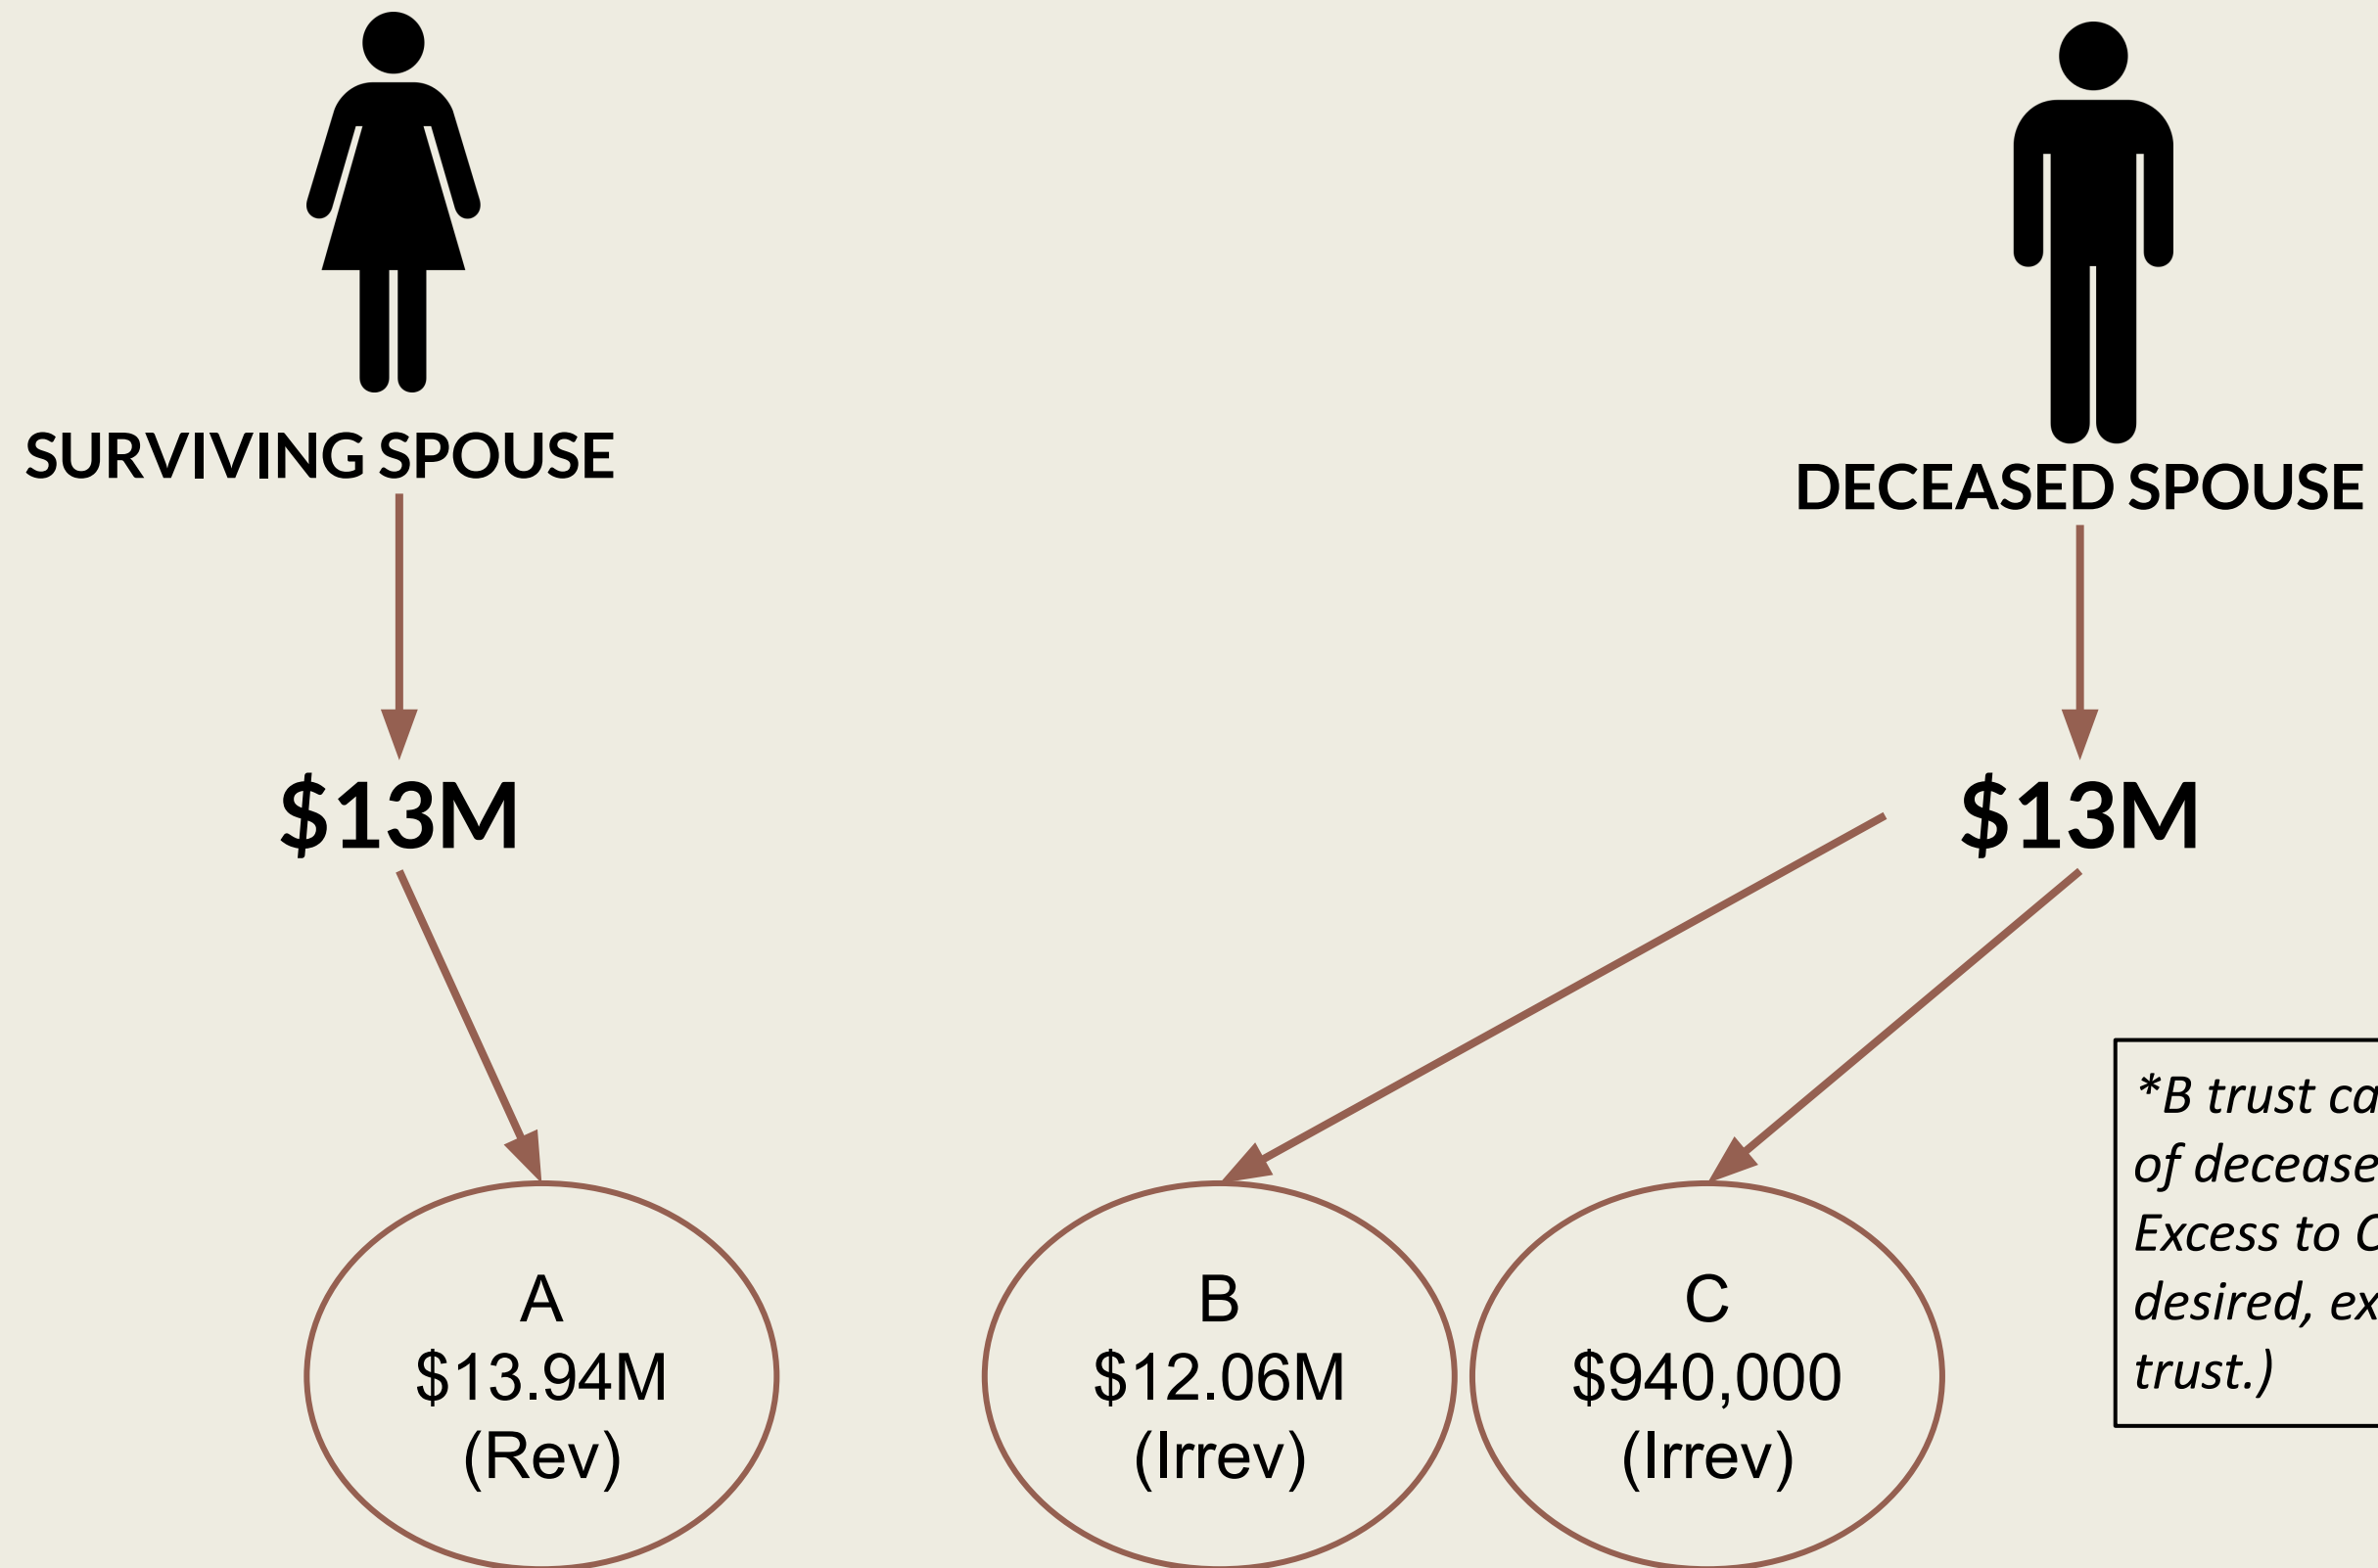 SURVIVING SPOUSE
DECEASED SPOUSE
$13M
$13M
A
$13.94M
(Rev)
B
$12.06M
(Irrev)
C
$940,000
(Irrev)
*B trust
of
Excess to
desired,
trust.)